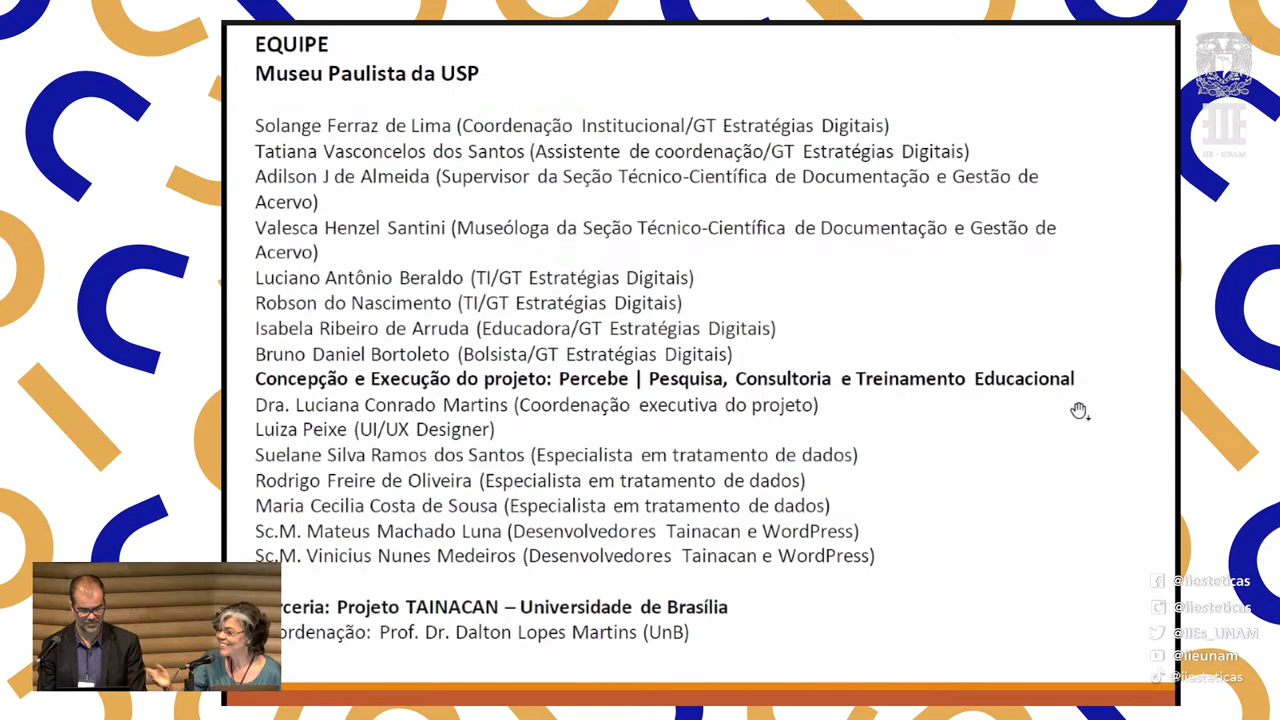 EQUIPE
Museu Paulista da USP
Solange Ferraz de Lima (Coordenação Institucional/GT Estratégias Digitais)
Tatiana Vasconcelos dos Santos (Assistente de coordenação/GT Estratégias Digitais)
Adilson J de Almeida (Supervisor da Seção Técnico-Científica de Documentação e Gestão de
Acervo)
Valesca Henzel Santini (Museóloga da Seção Técnico-Científica de Documentação e Gestão de
Acervo)
Luciano Antônio Beraldo (TI/GT Estratégias Digitais)
Robson do Nascimento (TI/GT Estratégias Digitais)
Isabela Ribeiro de Arruda (Educadora/GT Estratégias Digitais)
Bruno Daniel Bortoleto (Bolsista/GT Estratégias Digitais)
Concepção e Execução do projeto: Percebe | Pesquisa, Consultoria e Treinamento Educacional
Dra. Luciana Conrado Martins (Coordenação executiva do projeto)
Luiza Peixe (UI/UX Designer)
Suelane Silva Ramos dos Santos (Especialista em tratamento de dados)
Rodrigo Freire de Oliveira (Especialista em tratamento de dados)
Maria Cecilia Costa de Sousa (Especialista em tratamento de dados)
Sc.M. Mateus Machado Luna (Desenvolvedores Tainacan e WordPress)
Sc.M. Vinicius Nunes Medeiros (Desenvolvedores Tainacan e WordPress)
rceria: Projeto TAINACAN – Universidade de Brasília
ordenação: Prof. Dr. Dalton Lopes Martins (UnB)
IIE - UNAM
@iiesteticas
@iiesteticas
@IIEs_UNAM
@iieunam
@iiesteticas